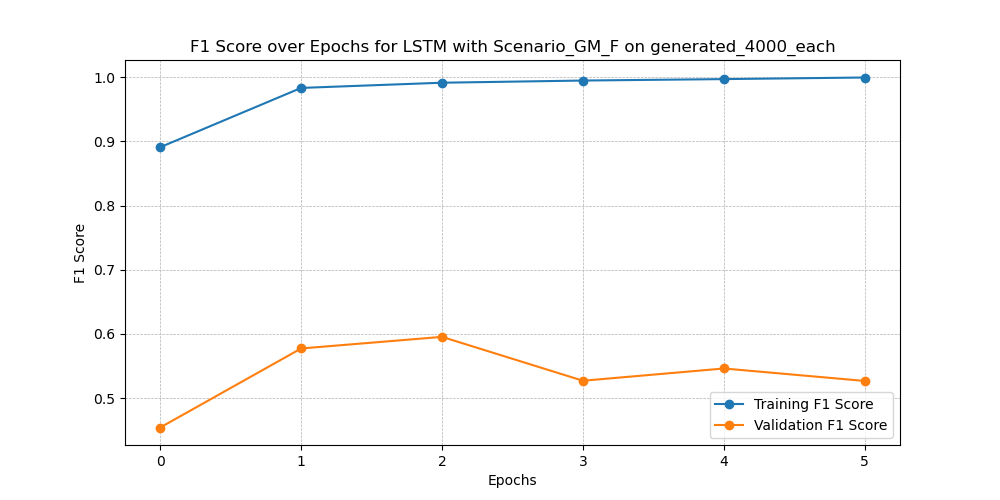 F1 Score over Epochs for LSTM with Scenario_GM_F on generated_4000_each
F1 Score
1.0
0.9
0.8
0.7
0.6
0.5
0 1 2 3 4 5
Epochs
Training F1 Score
Validation F1 Score